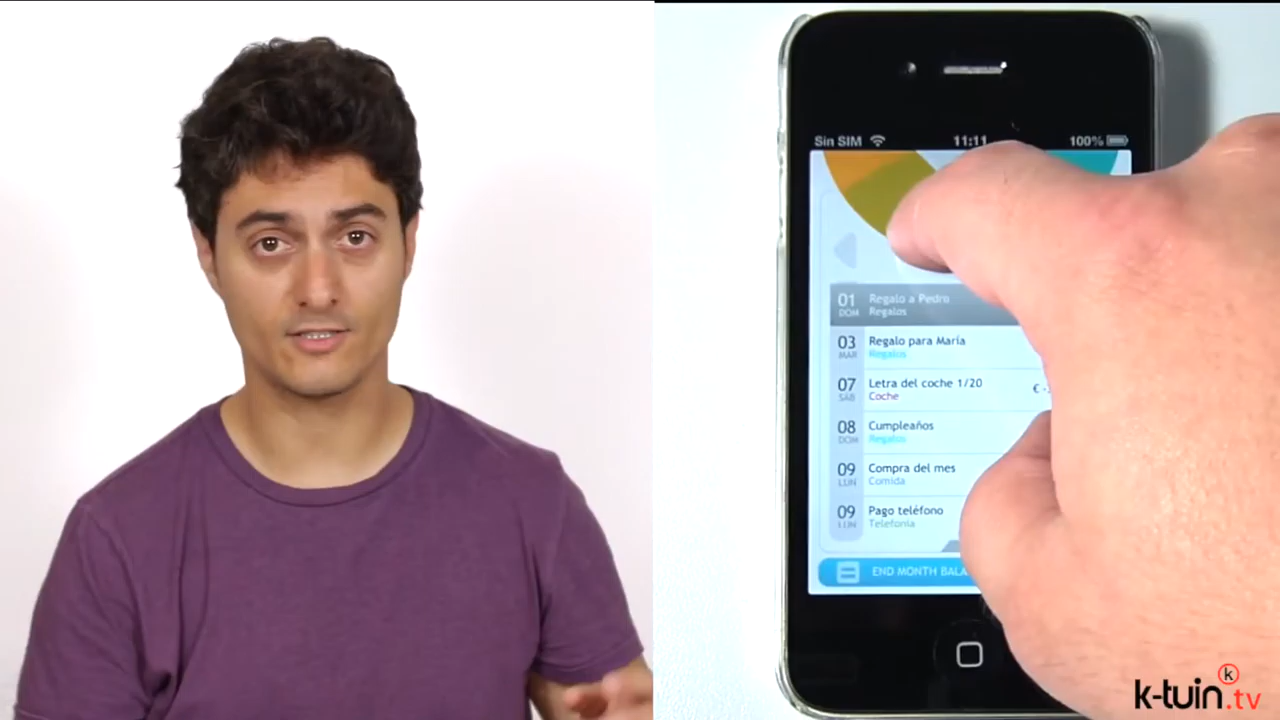 Sin SIM 11:11 100%
01 Regalo a Pedro
DOM Regalos
03 Regalo para María
MAR Regalos
07 Letra del coche 1/20 € -
SÁB Coche
08 Cumpleaños
DOM Regalos
09 Compra del mes
LUN Comida
09 Pago teléfono
LUN Telefonía
END MONTH BALA
k
k-tuin.tv